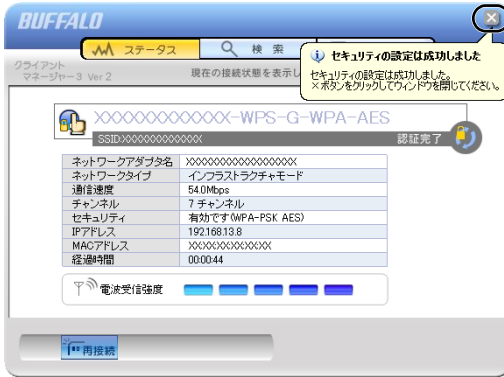 BUFFALO
ステータス
検 索
クライアント
マネージャー3 Ver 2
現在の接続状態を表示し
セキュリティの設定は成功しました
セキュリティの設定は成功しました。
×ボタンをクリックしてウィンドウを閉じてください。
XXXXXXXXXXXXX-WPS-G-WPA-AES
SSID:XXXXXXXXXXXXX
認証完了
ネットワークアダプタ名 XXXXXXXXXXXXXXXXXX
ネットワークタイプ インフラストラクチャモード
通信速度 54.0Mbps
チャンネル 7 チャンネル
セキュリティ 有効です(WPA-PSK AES)
IPアドレス 192.168.13.8
MACアドレス XXXXXXXXXXXX
経過時間 00:00:44
電波受信強度
再接続